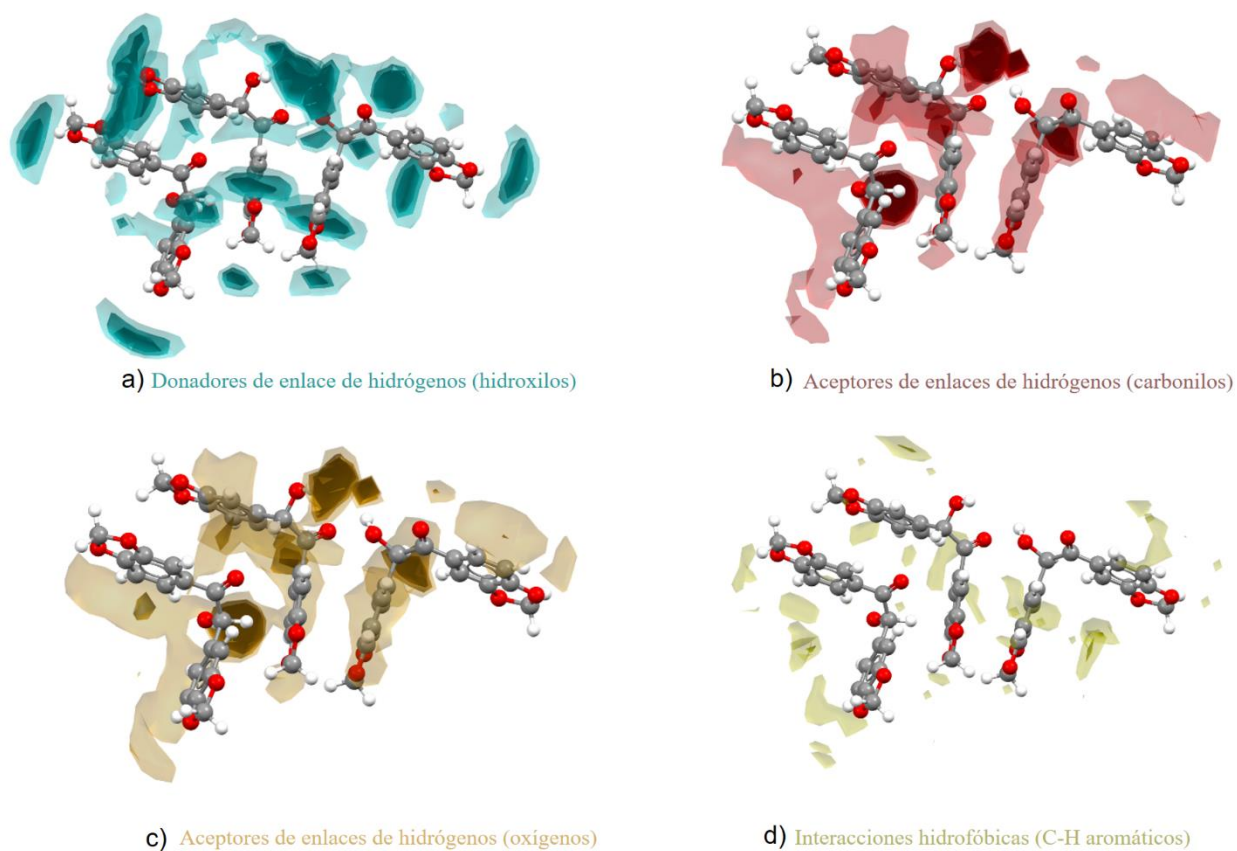 a) Donadores de enlace de hidrógenos (hidroxilos)
b) Aceptores de enlaces de hidrógenos (carbonilos)
c) Aceptores de enlaces de hidrógenos (oxígenos)
d) Interacciones hidrofóbicas (C-H aromáticos)